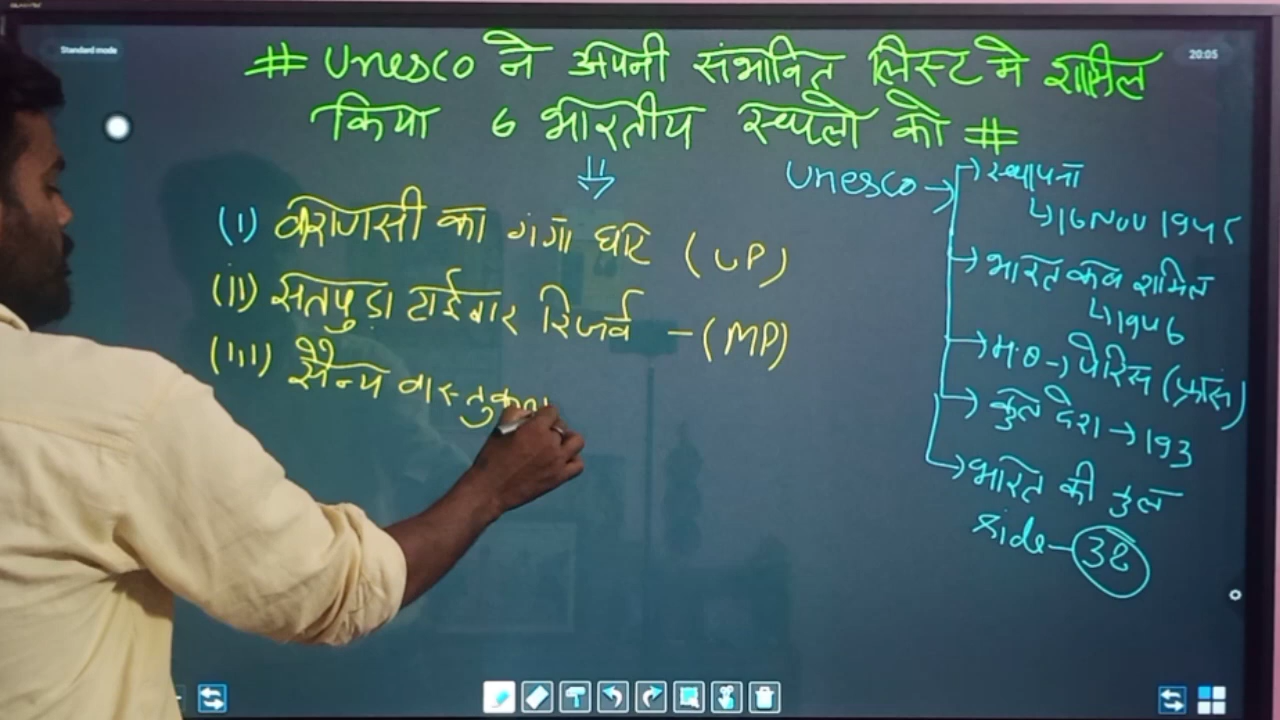 Standard mode
20:05
# Unesco ने अपनी संभावित लिस्ट मे शामिल
किया 6 भारतीय स्थलो को #
(i) वाराणसी का गंगा घाट (UP)
(ii) सतपुड़ा टाईगर रिजर्व - (MP)
(iii) सैन्य वास्तुकला
Unesco → स्थापना
↳ 16 Nov 1945
→ भारत कब शामिल
↳ 1946
→ मु.० → पेरिस (फ्रांस)
→ कुल देश → 193
→ भारत की कुल
side - 38